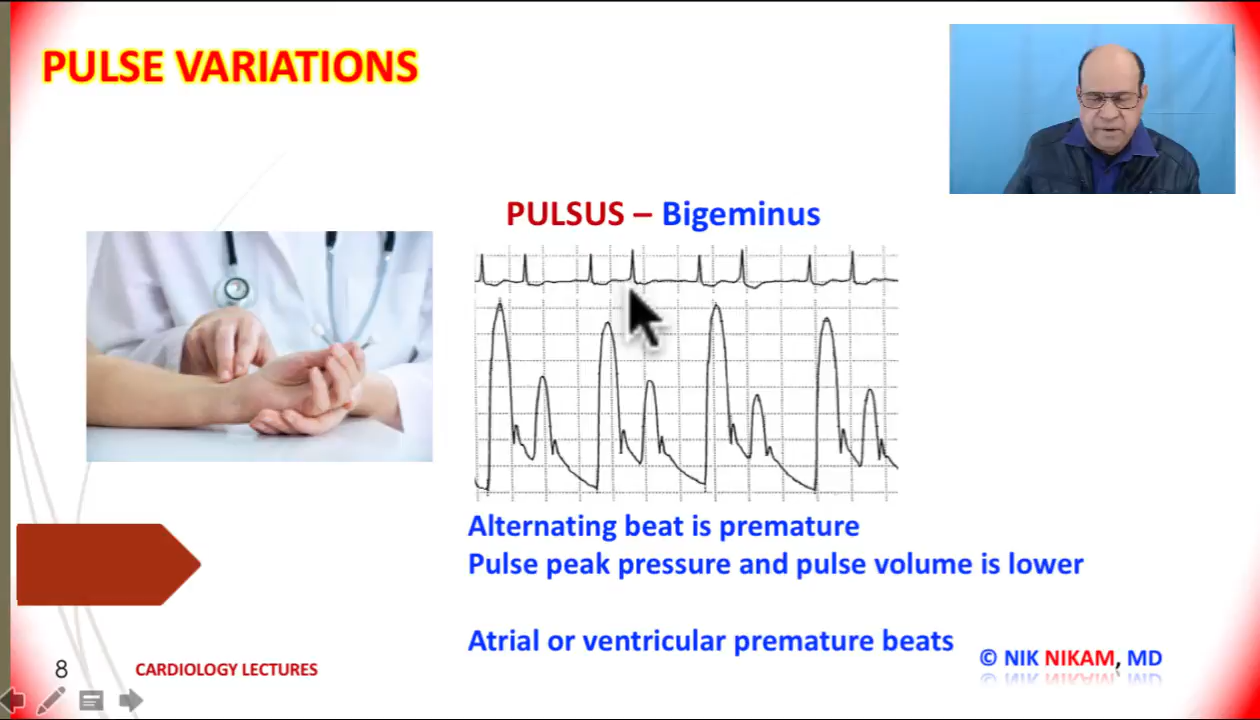 PULSE VARIATIONS
PULSUS – Bigeminus
Alternating beat is premature
Pulse peak pressure and pulse volume is lower
Atrial or ventricular premature beats
8
CARDIOLOGY LECTURES
© NIK NIKAM, MD